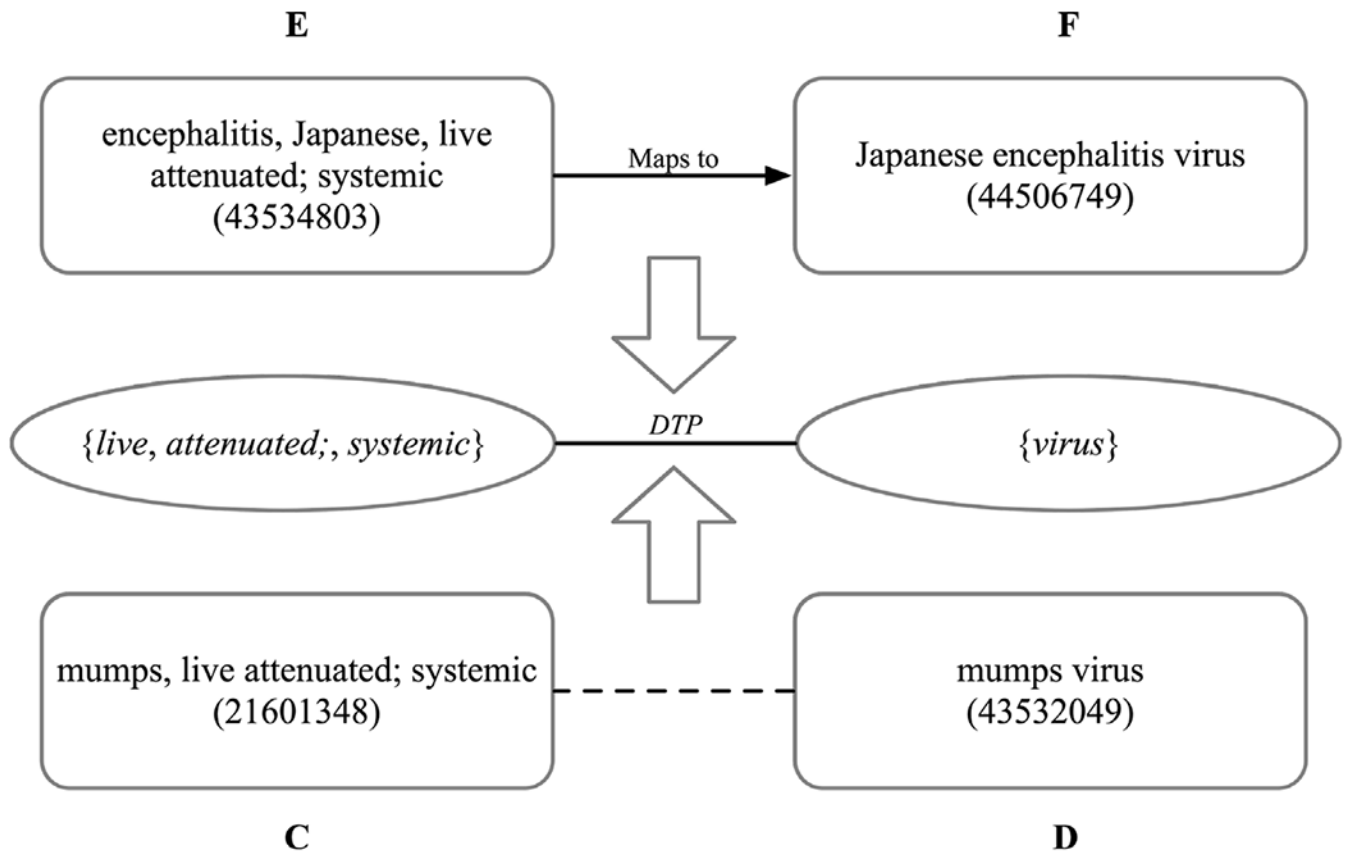 E
F
encephalitis, Japanese, live
attenuated; systemic
(43534803)
Maps to
Japanese encephalitis virus
(44506749)
{live, attenuated;, systemic}
DTP
{virus}
mumps, live attenuated; systemic
(21601348)
mumps virus
(43532049)
C
D